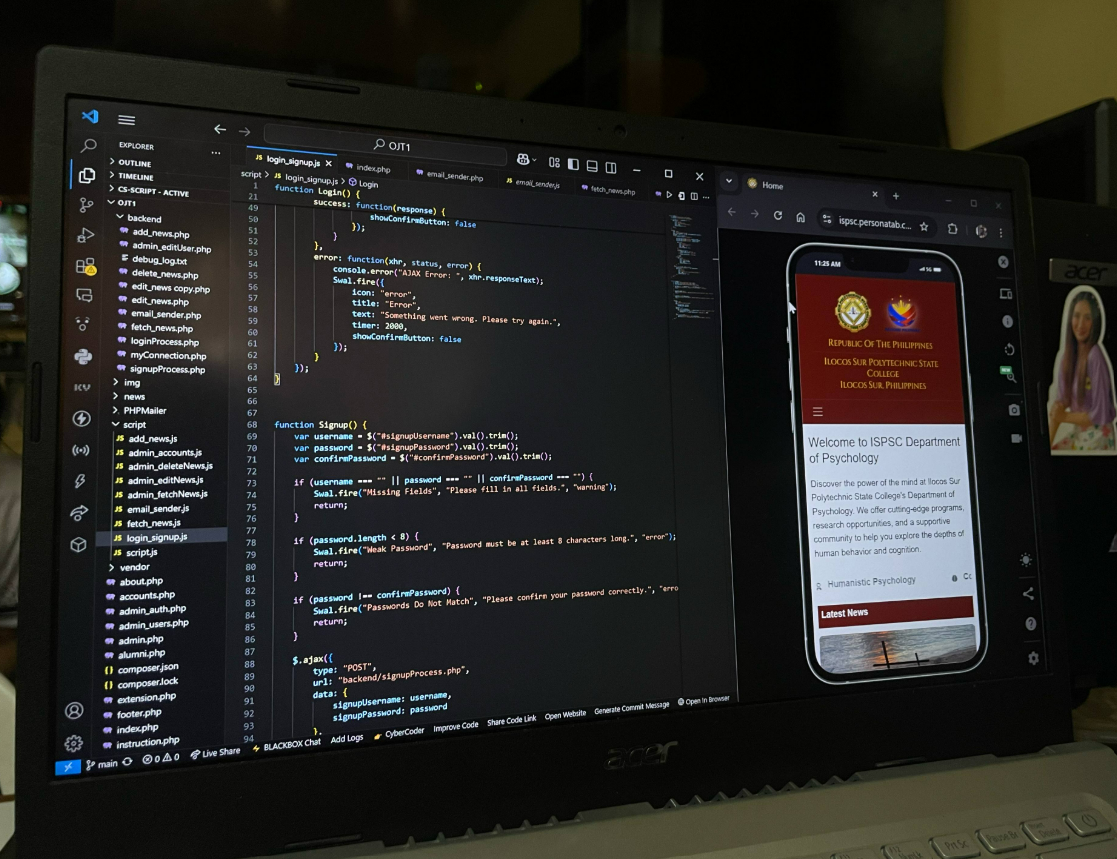 OJT1
EXPLORER
OUTLINE
TIMELINE
CS-SCRIPT - ACTIVE
OJT1
backend
add_news.php
admin_editUser.php
debug_log.txt
delete_news.php
edit_news copy.php
edit_news.php
email_sender.php
fetch_news.php
loginProcess.php
myConnection.php
signupProcess.php
img
news
PHPMailer
script
add_news.js
admin_accounts.js
admin_deleteNews.js
admin_editNews.js
admin_fetchNews.js
email_sender.js
fetch_news.js
login_signup.js
script.js
vendor
about.php
accounts.php
admin_auth.php
admin_users.php
admin.php
alumni.php
composer.json
composer.lock
extension.php
footer.php
index.php
instruction.php
login_signup.js
index.php
email_sender.php
email_sender.js
fetch_news.php
script > JS login_signup.js > Login
1 function Login() {
21 success: function(response) {
49 showConfirmButton: false
50 });
51 }
52 },
53 error: function(xhr, status, error) {
54 console.error("AJAX Error: ", xhr.responseText);
55 Swal.fire({
56 icon: "error",
57 title: "Error",
58 text: "Something went wrong. Please try again.",
59 timer: 2000,
60 showConfirmButton: false
61 });
62 }
63 });
64 }
65
66
67
68 function Signup() {
69 var username = $("#signupUsername").val().trim();
70 var password = $("#signupPassword").val().trim();
71 var confirmPassword = $("#confirmPassword").val().trim();
72
73 if (username === "" || password === "" || confirmPassword === "") {
74 Swal.fire("Missing Fields", "Please fill in all fields.", "warning");
75 return;
76 }
77
78 if (password.length < 8) {
79 Swal.fire("Weak Password", "Password must be at least 8 characters long.", "error");
80 return;
81 }
82
83 if (password !== confirmPassword) {
84 Swal.fire("Passwords Do Not Match", "Please confirm your password correctly.", "erro
85 return;
86 }
87
88 $.ajax({
89 type: "POST",
90 url: "backend/signupProcess.php",
91 data: {
92 signupUsername: username,
93 signupPassword: password
94 },
main
0 0
Live Share
BLACKBOX Chat
Add Logs
CyberCoder
Improve Code
Share Code Link
Open Website
Generate Commit Message
Open In Browser
Home
ispsc.personatab.c...
11:25 AM
5G
REPUBLIC OF THE PHILIPPINES
ILOCOS SUR POLYTECHNIC STATE
COLLEGE
ILOCOS SUR, PHILIPPINES
Welcome to ISPSC Department
of Psychology
Discover the power of the mind at Ilocos Sur
Polytechnic State College's Department of
Psychology. We offer cutting-edge programs,
research opportunities, and a supportive
community to help you explore the depths of
human behavior and cognition.
Humanistic Psychology
Latest News
acer
acer
Prt Sc
Pause Br
Delete